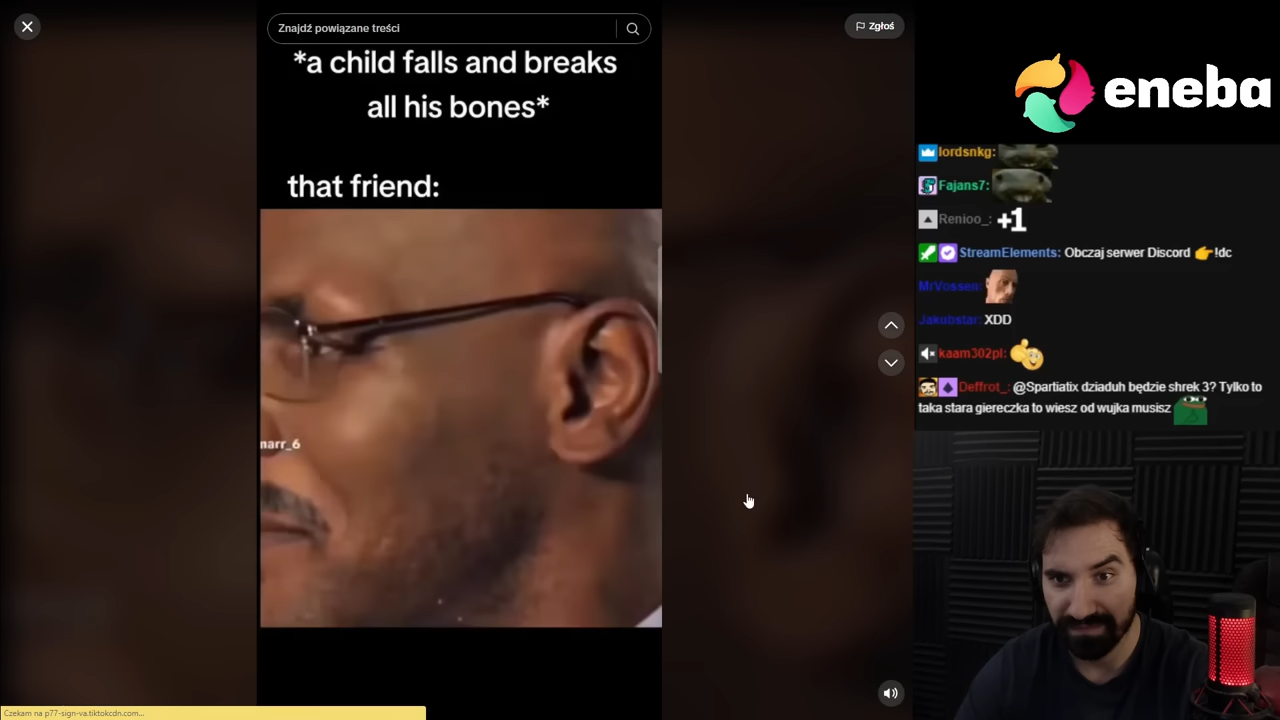 Znajdź powiązane treści
Zgłoś
*a child falls and breaks
all his bones*
that friend:
narr_6
Czekam na p77-sign-va.tiktokcdn.com...
eneba
lordsnkg:
Fajans7:
Renioo_: +1
StreamElements: Obczaj serwer Discord 👉!dc
MrVossen:
Jakubstar: XDD
kaam302pl:
Deffrot_: @Spartiatix dziaduh będzie shrek 3? Tylko to
taka stara giereczka to wiesz od wujka musisz